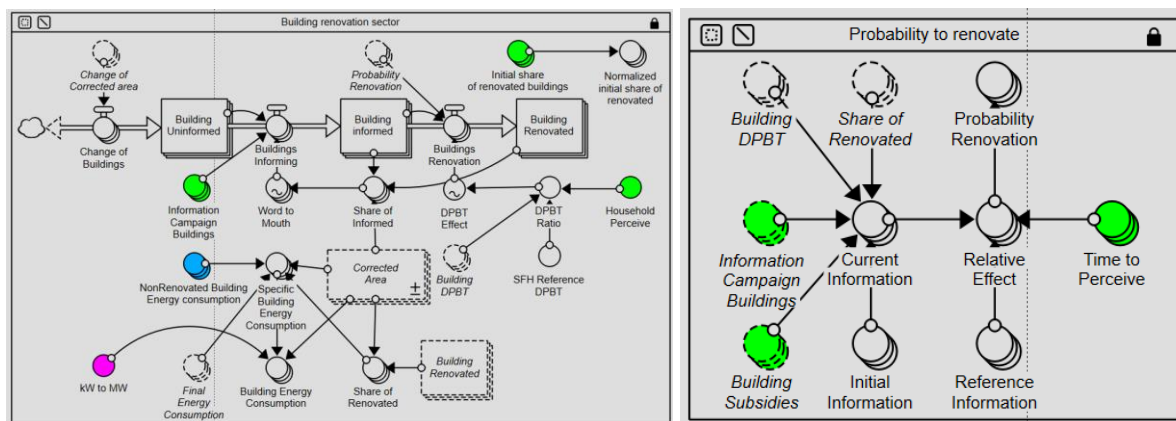 Building renovation sector
Change of
Corrected area
Probability
Renovation
Initial share
of renovated buildings
Normalized
initial share of
renovated
Building
Uninformed
Building
informed
Building
Renovated
Change of
Buildings
Buildings
Informing
Buildings
Renovation
Information
Campaign
Buildings
Word to
Mouth
Share of
Informed
DPBT
Effect
DPBT
Ratio
Household
Perceive
NonRenovated Building
Energy consumption
Specific
Building
Energy
Consumption
Corrected
Area
±
Building
DPBT
SFH Reference
DPBT
kW to MW
Final
Energy
Consumption
Building Energy
Consumption
Share of
Renovated
Building
Renovated
Probability to renovate
Building
DPBT
Share of
Renovated
Probability
Renovation
Information
Campaign
Buildings
Current
Information
Relative
Effect
Time to
Perceive
Building
Subsidies
Initial
Information
Reference
Information